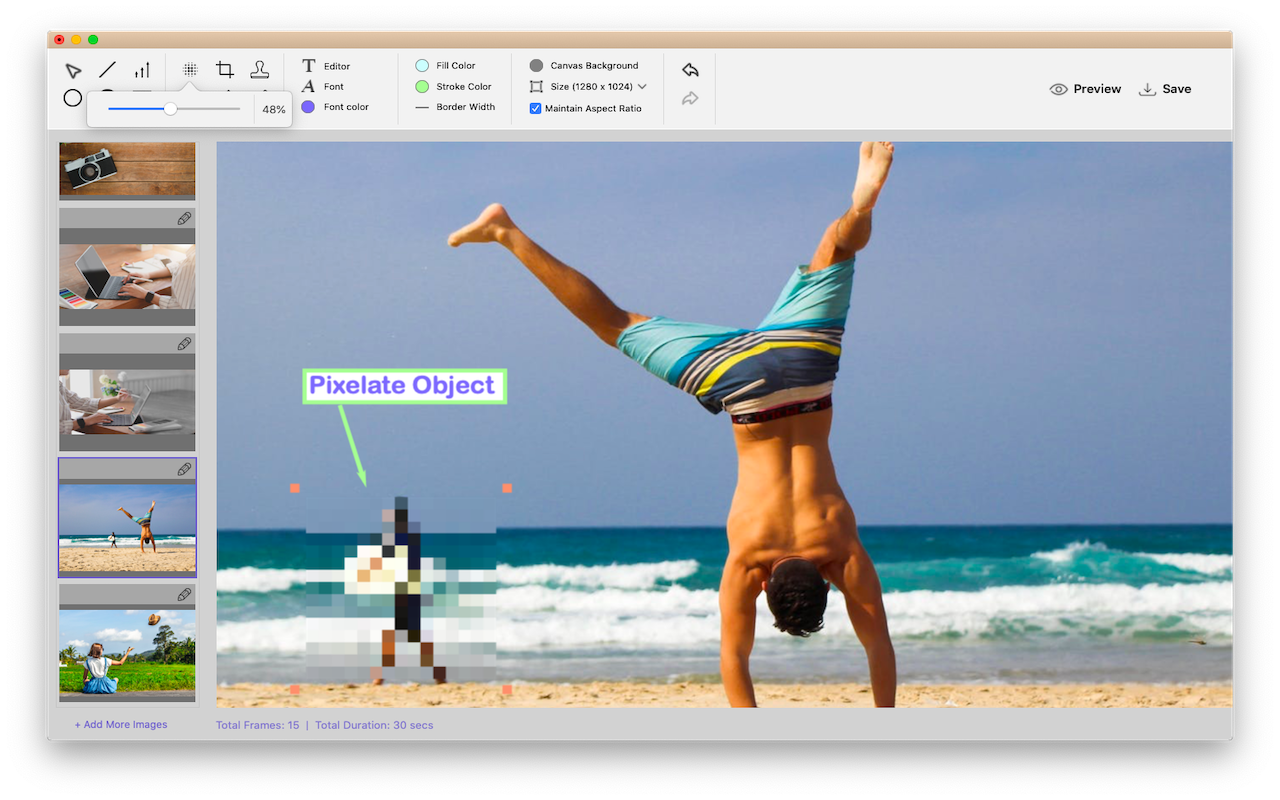 Editor
Font
Font color
48%
Fill Color
Stroke Color
Border Width
Canvas Background
Size (1280 x 1024)
Maintain Aspect Ratio
Preview
Save
Pixelate Object
+ Add More Images
Total Frames: 15 | Total Duration: 30 secs